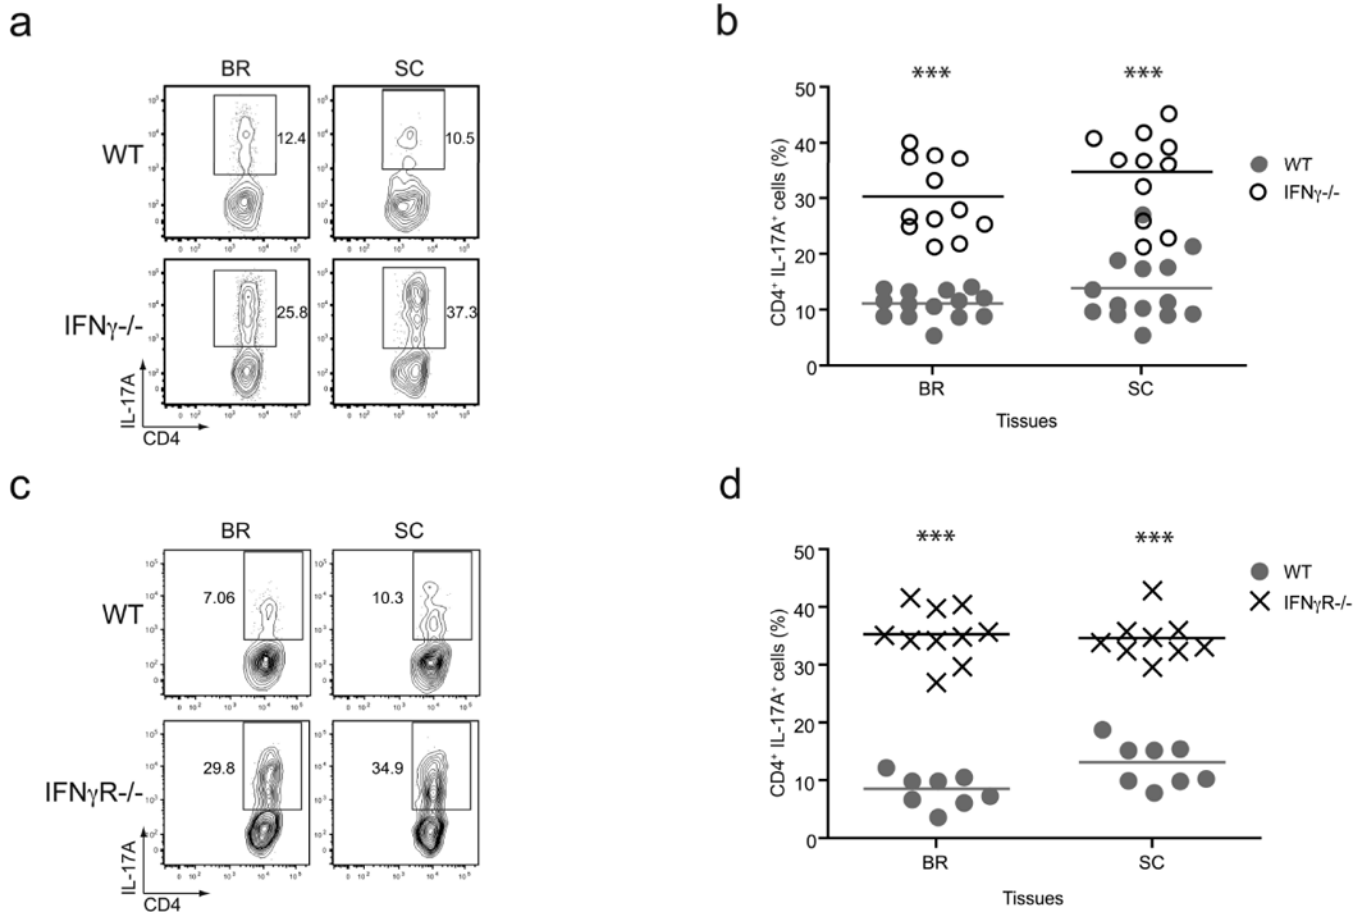 a
BR SC
WT
12.4
10.5
IFNγ-/-
25.8
37.3
IL-17A
CD4
b
*** ***
50
40
30
20
10
0
CD4⁺ IL-17A⁺ cells (%)
BR SC
Tissues
WT
IFNγ-/-
c
BR SC
WT
7.06
10.3
IFNγR-/-
29.8
34.9
IL-17A
CD4
d
*** ***
50
40
30
20
10
0
CD4⁺ IL-17A⁺ cells (%)
BR SC
Tissues
WT
IFNγR-/-